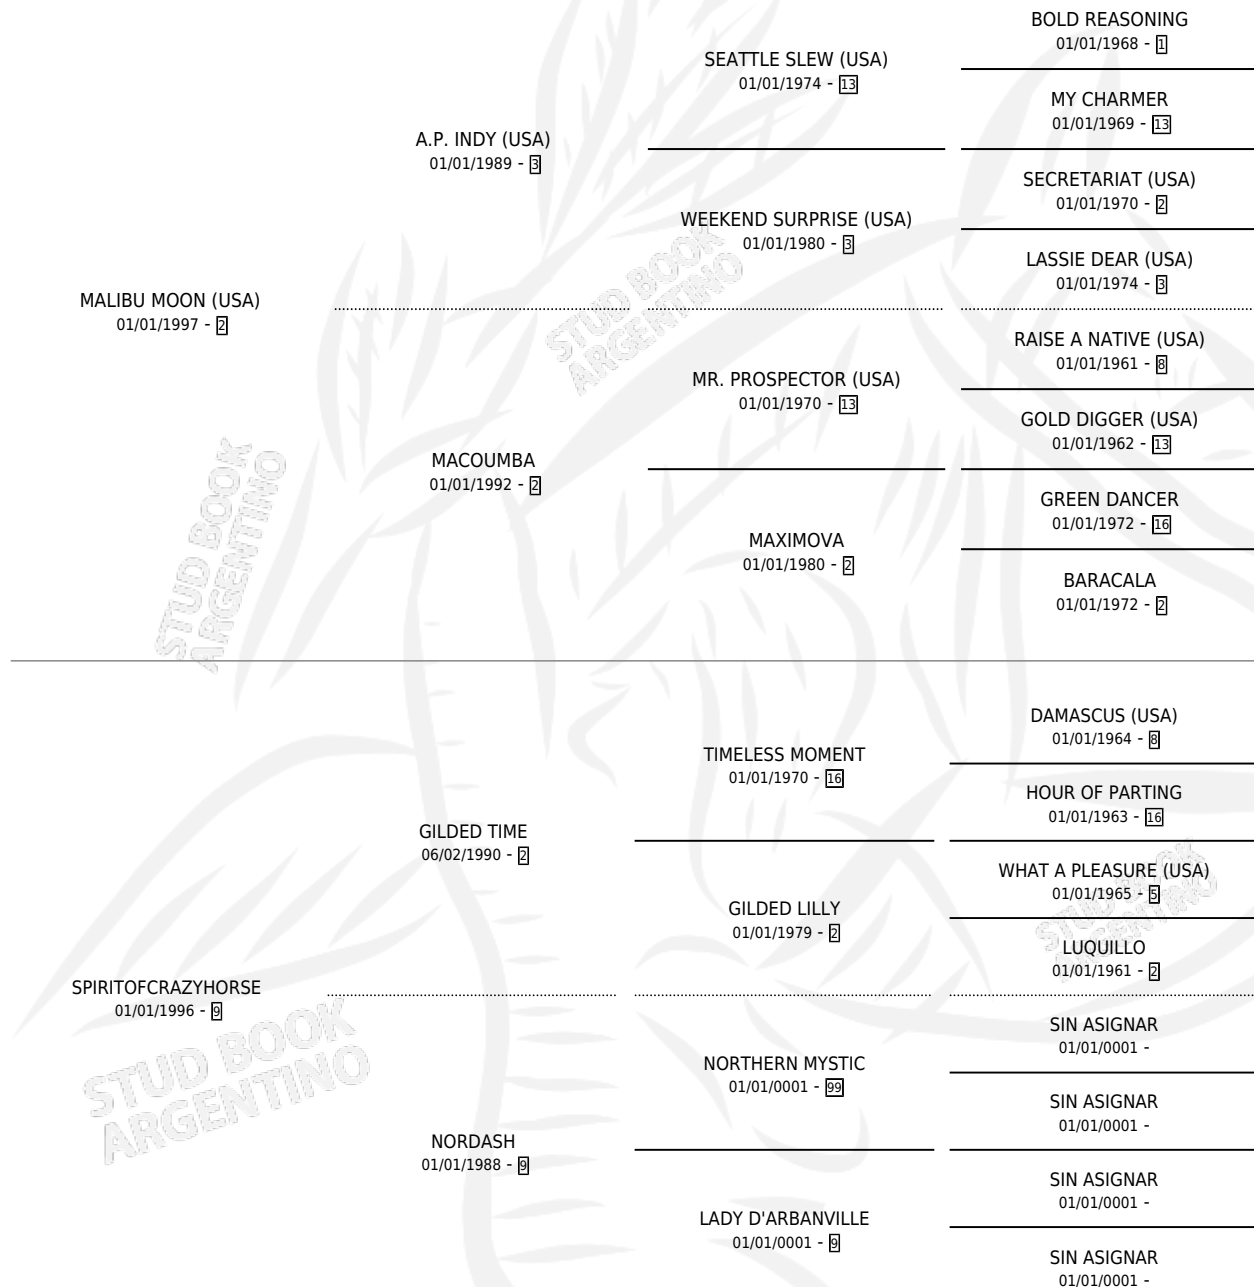 BOLD REASONING
01/01/1968 - 1
SEATTLE SLEW (USA)
01/01/1974 - 13
MY CHARMER
01/01/1969 - 13
A.P. INDY (USA)
01/01/1989 - 3
SECRETARIAT (USA)
01/01/1970 - 2
WEEKEND SURPRISE (USA)
01/01/1980 - 3
LASSIE DEAR (USA)
01/01/1974 - 3
MALIBU MOON (USA)
01/01/1997 - 2
RAISE A NATIVE (USA)
01/01/1961 - 8
MR. PROSPECTOR (USA)
01/01/1970 - 13
GOLD DIGGER (USA)
01/01/1962 - 13
MACOUMBA
01/01/1992 - 2
GREEN DANCER
01/01/1972 - 16
MAXIMOVA
01/01/1980 - 2
BARACALA
01/01/1972 - 2
DAMASCUS (USA)
01/01/1964 - 8
TIMELESS MOMENT
01/01/1970 - 16
HOUR OF PARTING
01/01/1963 - 16
GILDED TIME
06/02/1990 - 2
WHAT A PLEASURE (USA)
01/01/1965 - 5
GILDED LILLY
01/01/1979 - 2
LUQUILLO
01/01/1961 - 2
SPIRITOFCRAZYHORSE
01/01/1996 - 9
SIN ASIGNAR
01/01/0001 -
NORTHERN MYSTIC
01/01/0001 - 99
SIN ASIGNAR
01/01/0001 -
NORDASH
01/01/1988 - 9
SIN ASIGNAR
01/01/0001 -
LADY D'ARBANVILLE
01/01/0001 - 9
SIN ASIGNAR
01/01/0001 -
STUD BOOK
ARGENTINO
STUD BOOK
ARGENTINO
STUD BOOK
ARGENTINO
STUD BOOK
ARGENTINO